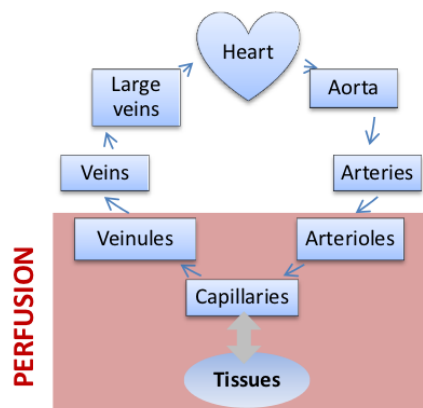 Heart
Large
veins
Aorta
Veins
Arteries
Veinules
Arterioles
Capillaries
Tissues
PERFUSION